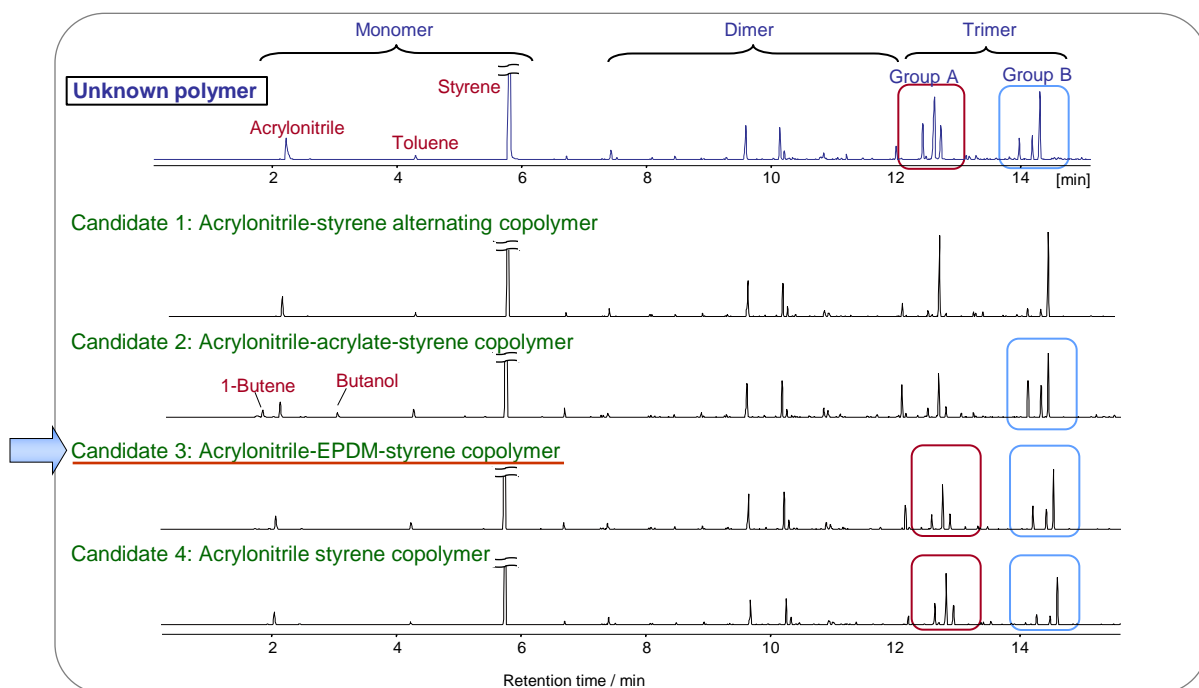 Monomer Dimer Trimer
Unknown polymer
Styrene
Group A Group B
Acrylonitrile
Toluene
2 4 6 8 10 12 14
[min]
Candidate 1: Acrylonitrile-styrene alternating copolymer
Candidate 2: Acrylonitrile-acrylate-styrene copolymer
1-Butene Butanol
Candidate 3: Acrylonitrile-EPDM-styrene copolymer
Candidate 4: Acrylonitrile styrene copolymer
2 4 6 8 10 12 14
Retention time / min